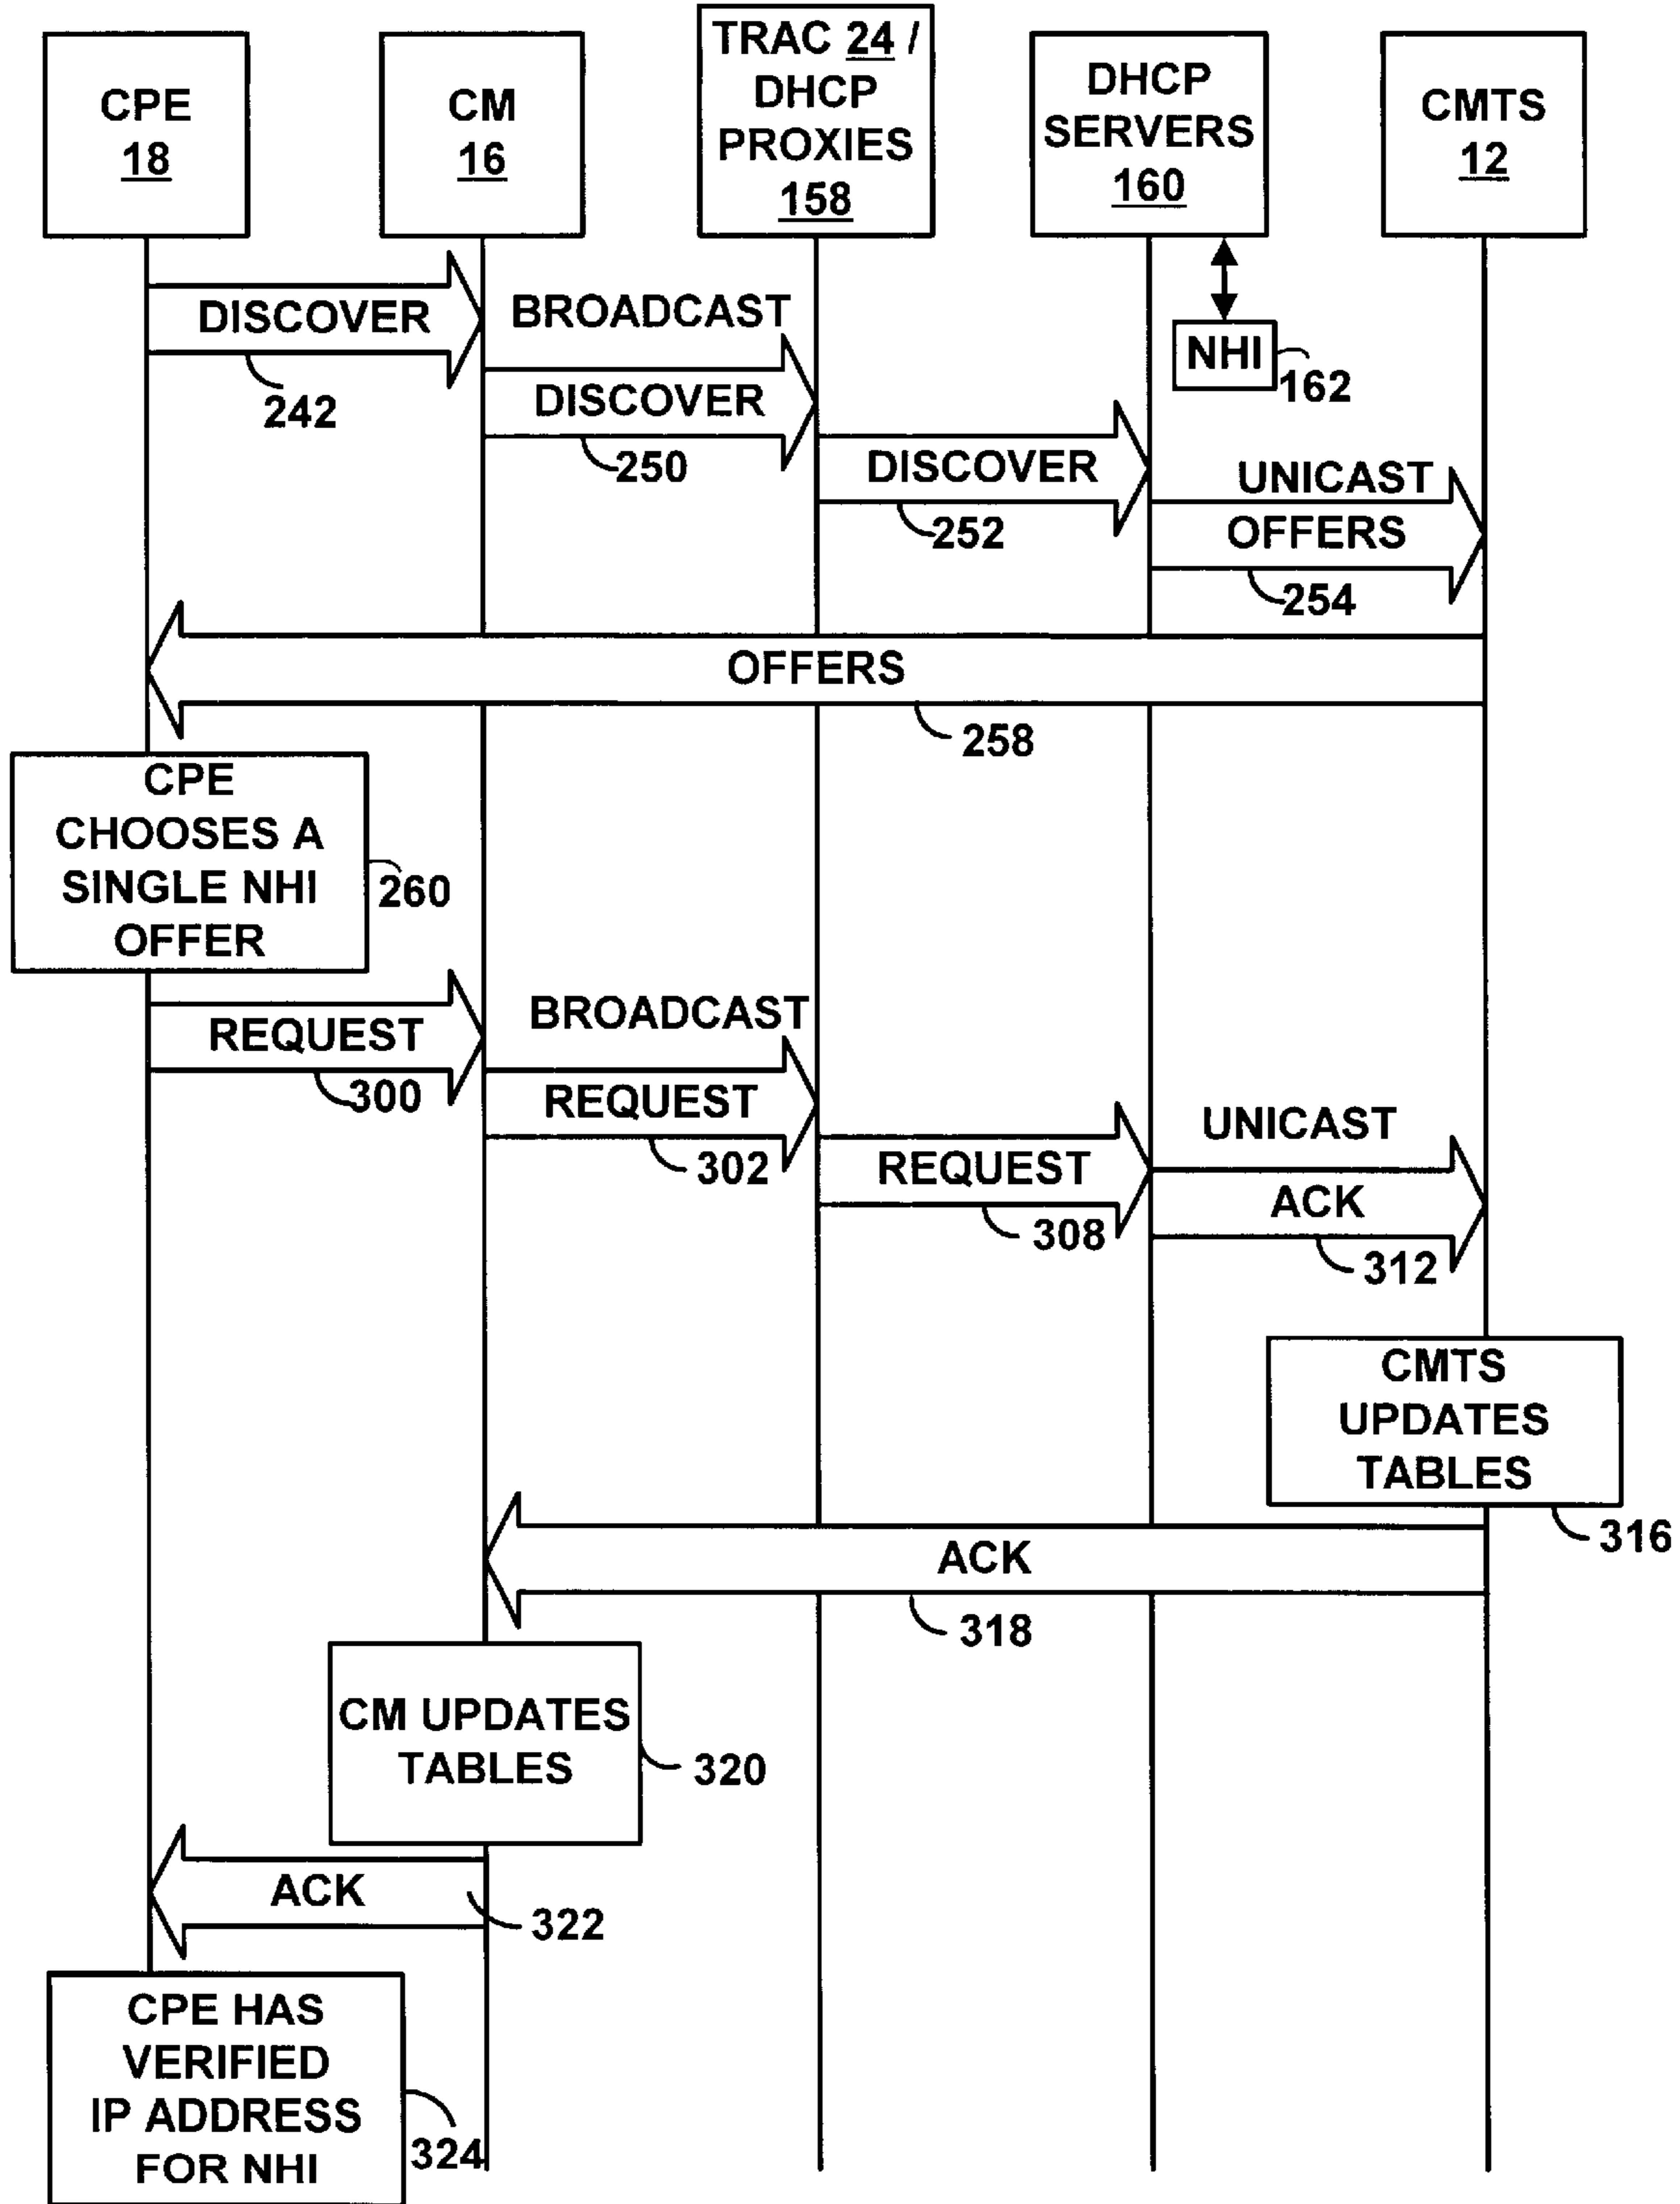 CPE
18
CM
16
TRAC 24 /
DHCP
PROXIES
158
DHCP
SERVERS
160
CMTS
12
DISCOVER
242
BROADCAST
DISCOVER
250
NHI
162
DISCOVER
252
UNICAST
OFFERS
254
OFFERS
258
CPE
CHOOSES A
SINGLE NHI
OFFER
260
REQUEST
300
BROADCAST
REQUEST
302
REQUEST
308
UNICAST
ACK
312
CMTS
UPDATES
TABLES
316
ACK
318
CM UPDATES
TABLES
320
ACK
322
CPE HAS
VERIFIED
IP ADDRESS
FOR NHI
324